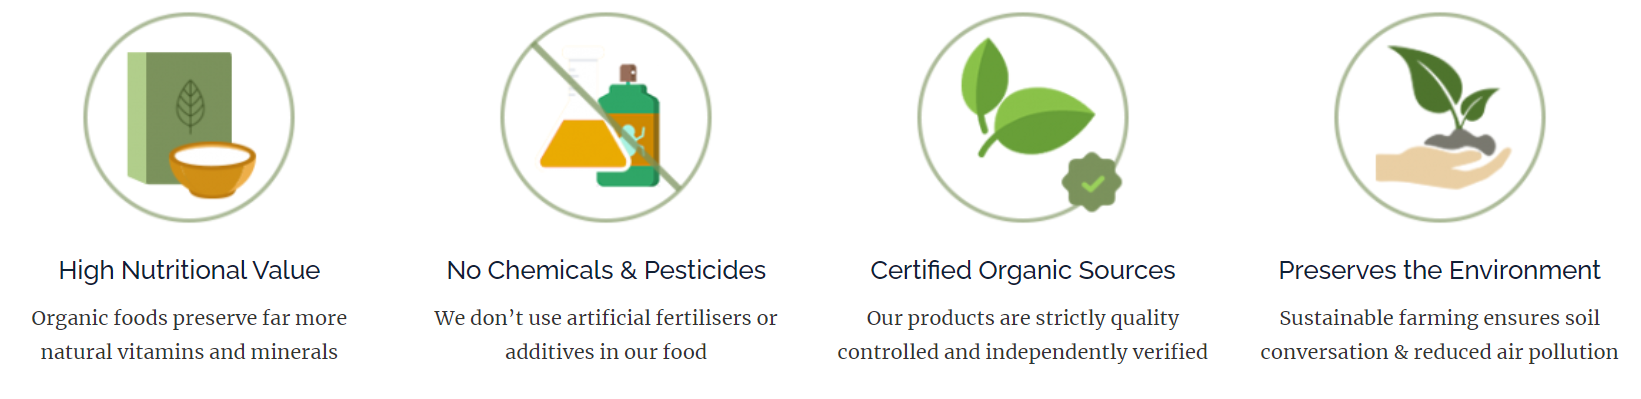 High Nutritional Value
Organic foods preserve far more
natural vitamins and minerals
No Chemicals & Pesticides
We don’t use artificial fertilisers or
additives in our food
Certified Organic Sources
Our products are strictly quality
controlled and independently verified
Preserves the Environment
Sustainable farming ensures soil
conversation & reduced air pollution